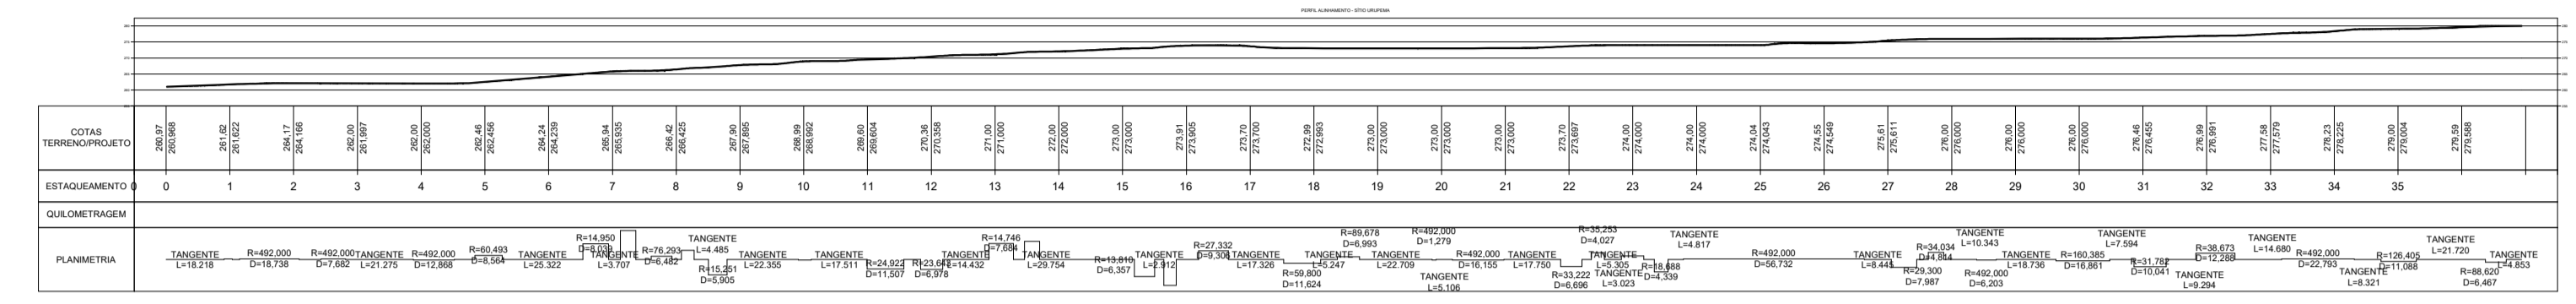 PERFIL ALINHAMENTO - SÍTIO URUPEMA
COTAS
TERRENO/PROJETO
260,97 261,62 264,17 262,00 262,00 262,46 264,24 265,94 266,42 267,90 268,99 269,60 270,36 271,00 272,00 273,00 273,91 273,70 272,99 273,00 273,00 273,00 273,70 274,00 274,00 274,04 274,55 275,61 276,00 276,00 276,00 276,46 276,99 277,58 278,23 279,00 279,59
260,968 261,622 264,166 261,997 262,000 262,456 264,239 265,935 266,425 267,895 268,992 269,604 270,358 271,000 272,000 273,000 273,905 273,700 272,993 273,000 273,000 273,000 273,697 274,000 274,000 274,043 274,549 275,611 276,000 276,000 276,000 276,455 276,991 277,579 278,225 279,004 279,588
ESTAQUEAMENTO 0 0 1 2 3 4 5 6 7 8 9 10 11 12 13 14 15 16 17 18 19 20 21 22 23 24 25 26 27 28 29 30 31 32 33 34 35
QUILOMETRAGEM
PLANIMETRIA
TANGENTE
L=18.218
R=492,000
D=18,738
R=492,000
D=7,682
TANGENTE
L=21.275
R=492,000
D=12,868
R=60,493
D=8,564
TANGENTE
L=25.322
R=14,950
D=8,039
TANGENTE
L=3.707
R=76,293
D=6,482
TANGENTE
L=4.485
R=15,251
D=5,905
TANGENTE
L=22.355
TANGENTE
L=17.511
R=24,922
D=11,507
D=6,978
TANGENTE
L=14.432
R=14,746
D=7,684
TANGENTE
L=29.754
R=13,810
D=6,357
TANGENTE
L=2.912
R=27,332
D=9,306
TANGENTE
L=17.326
R=59,800
D=11,624
TANGENTE
L=5.247
R=89,678
D=6,993
TANGENTE
L=22.709
R=492,000
D=1,279
TANGENTE
L=5.106
R=492,000
D=16,155
TANGENTE
L=17.750
R=33,222
D=6,696
R=35,253
D=4,027
TANGENTE
L=5.305
TANGENTE
L=3.023
D=4,339
TANGENTE
L=4.817
R=492,000
D=56,732
TANGENTE
L=8.445
R=29,300
D=7,987
R=34,034
D=4,814
TANGENTE
L=10.343
R=492,000
D=6,203
TANGENTE
L=18.736
R=160,385
D=16,861
TANGENTE
L=7.594
R=31,782
D=10,041
TANGENTE
L=9.294
R=38,673
D=12,288
TANGENTE
L=14.680
R=492,000
D=22,793
TANGENTE
L=8.321
R=126,405
D=11,088
TANGENTE
L=21.720
R=88,620
D=6,467
TANGENTE
L=4.853